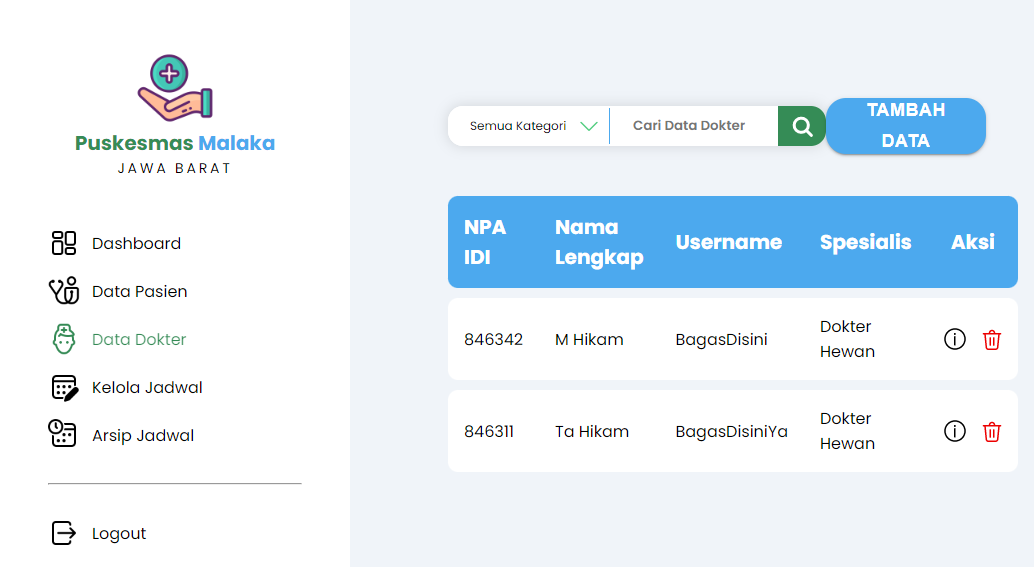 Puskesmas Malaka
JAWA BARAT
Dashboard
Data Pasien
Data Dokter
Kelola Jadwal
Arsip Jadwal
Logout
Semua Kategori
Cari Data Dokter
TAMBAH
DATA
NPA
IDI
Nama
Lengkap
Username
Spesialis
Aksi
846342
M Hikam
BagasDisini
Dokter
Hewan
846311
Ta Hikam
BagasDisiniYa
Dokter
Hewan